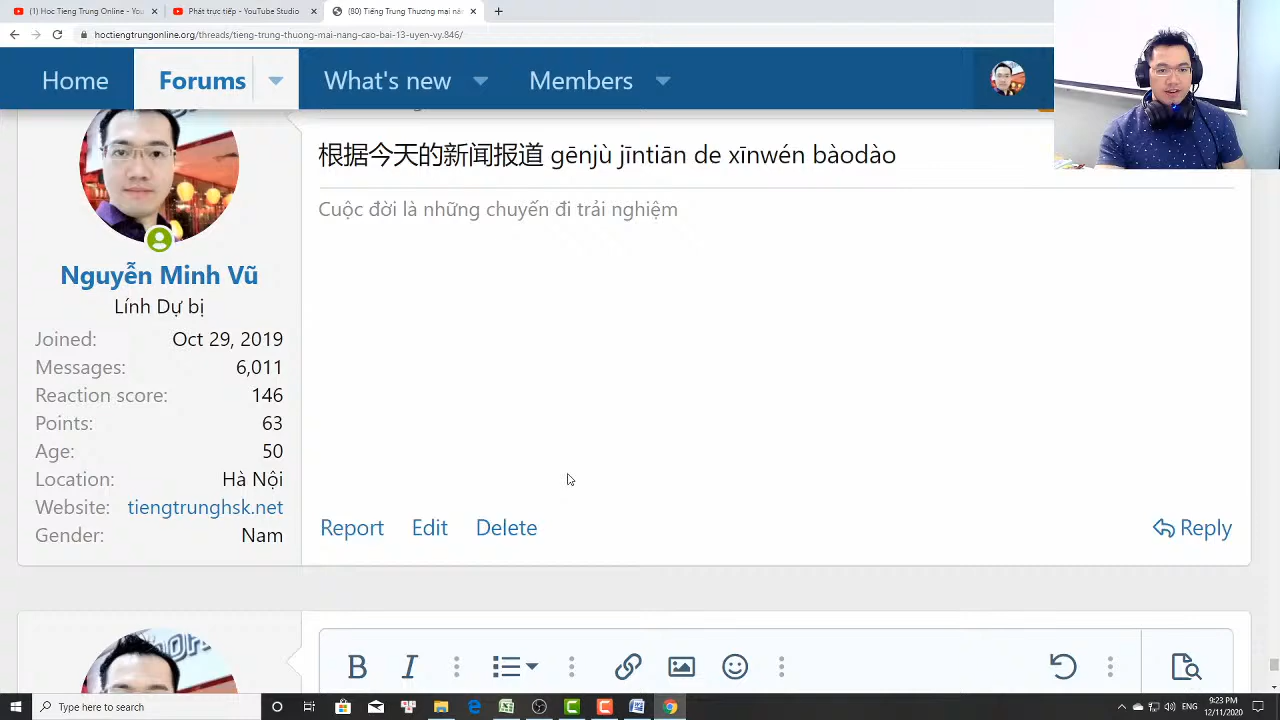 (1) Hoc Tieng Trung Online - You
Phát trực tiếp - YouTube Studio
(80) Tiếng Trung Thương mại nâ
hoctiengtrungonline.org/threads/tieng-trung-thuong-mai-nang-cao-bai-13-uyen-vy.846/
Home
Forums
What's new
Members
根据今天的新闻报道 gēnjù jīntiān de xīnwén bàodào
Cuộc đời là những chuyến đi trải nghiệm
Nguyễn Minh Vũ
Lính Dự bị
Joined: Oct 29, 2019
Messages: 6,011
Reaction score: 146
Points: 63
Age: 50
Location: Hà Nội
Website: tiengtrunghsk.net
Gender: Nam
Report Edit Delete
Reply
B I
Type here to search
ENG
9:23 PM
12/11/2020